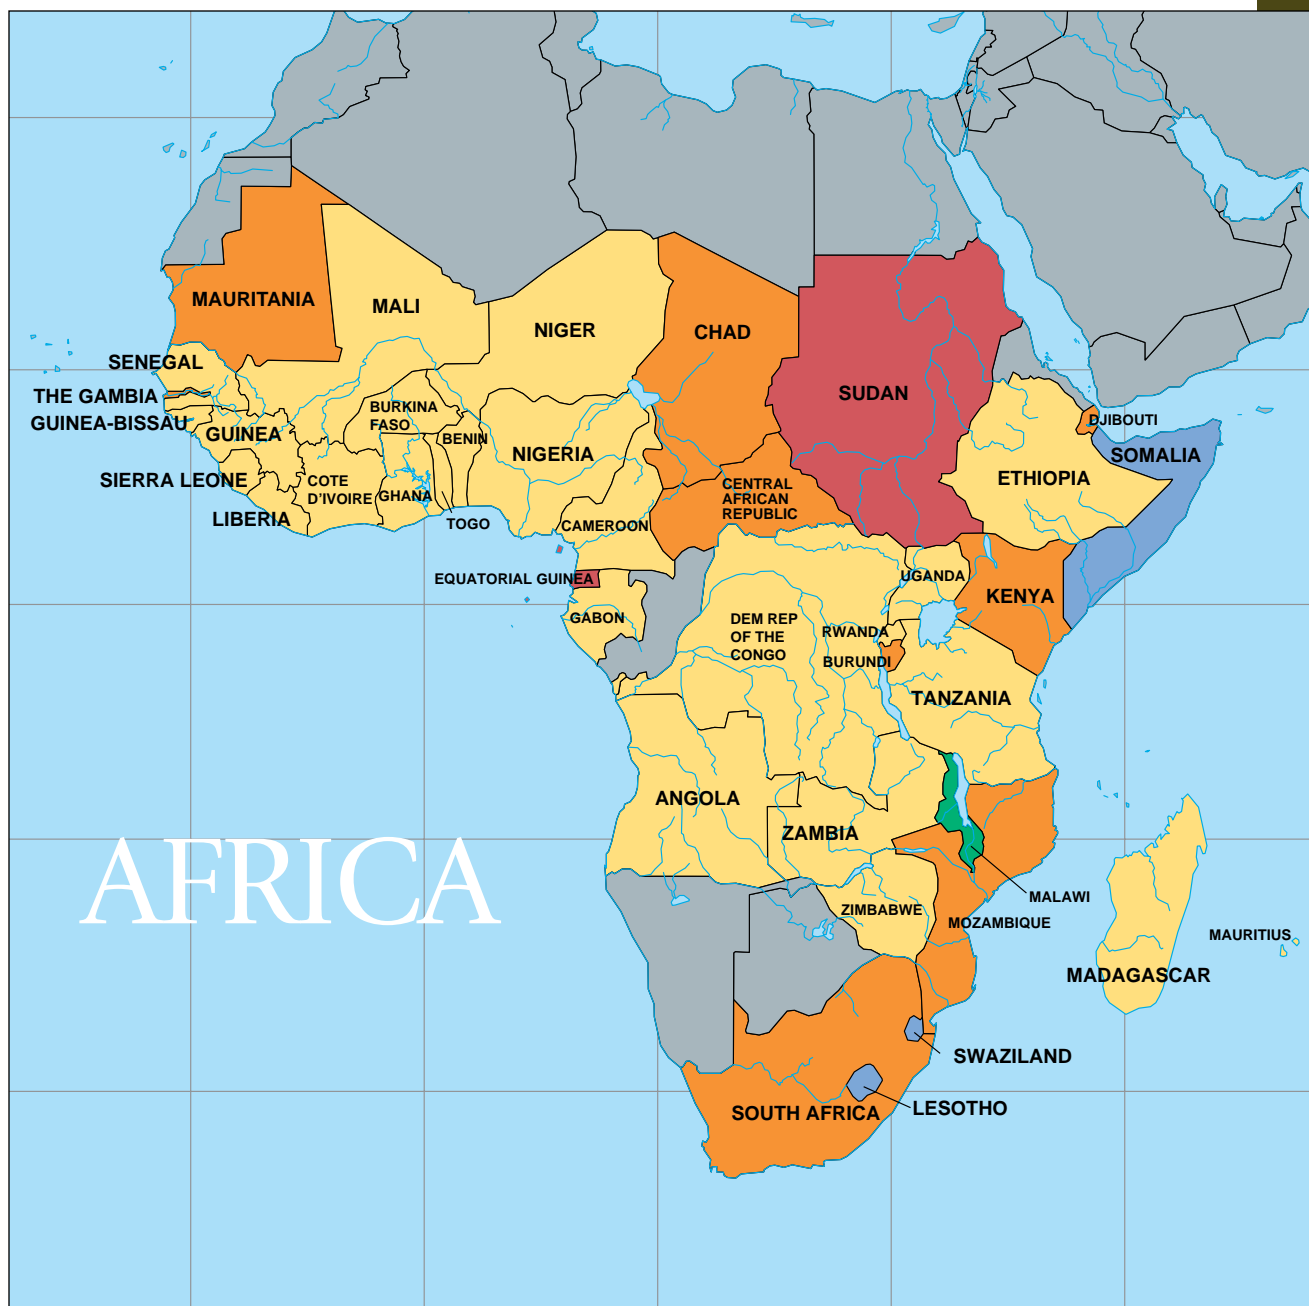 MAURITANIA
MALI
NIGER
CHAD
SUDAN
SENEGAL
THE GAMBIA
GUINEA-BISSAU
GUINEA
BURKINA
FASO
BENIN
NIGERIA
DJIBOUTI
SOMALIA
ETHIOPIA
SIERRA LEONE
COTE
D'IVOIRE
GHANA
LIBERIA
TOGO
CAMEROON
CENTRAL
AFRICAN
REPUBLIC
EQUATORIAL GUINEA
GABON
UGANDA
KENYA
DEM REP
OF THE
CONGO
RWANDA
BURUNDI
TANZANIA
ANGOLA
ZAMBIA
AFRICA
MALAWI
ZIMBABWE
MOZAMBIQUE
MAURITIUS
MADAGASCAR
SWAZILAND
LESOTHO
SOUTH AFRICA